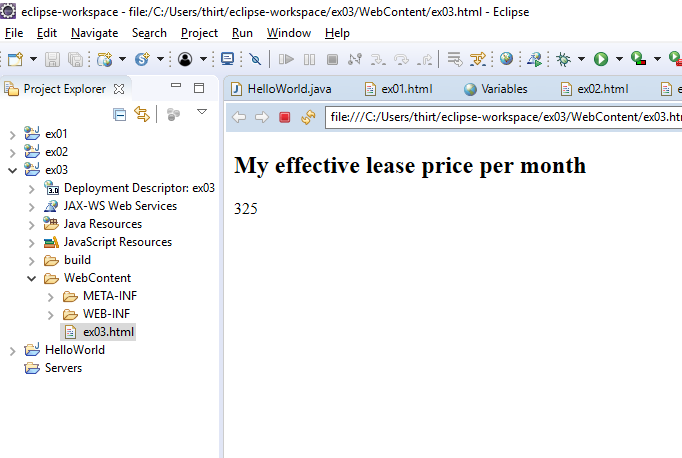 eclipse-workspace - file:/C:/Users/thirt/eclipse-workspace/ex03/WebContent/ex03.html - Eclipse
File Edit Navigate Search Project Run Window Help
Project Explorer
HelloWorld.java
ex01.html
Variables
ex02.html
file:///C:/Users/thirt/eclipse-workspace/ex03/WebContent/ex03.htm
ex01
ex02
ex03
Deployment Descriptor: ex03
JAX-WS Web Services
Java Resources
JavaScript Resources
build
WebContent
META-INF
WEB-INF
ex03.html
HelloWorld
Servers
My effective lease price per month
325